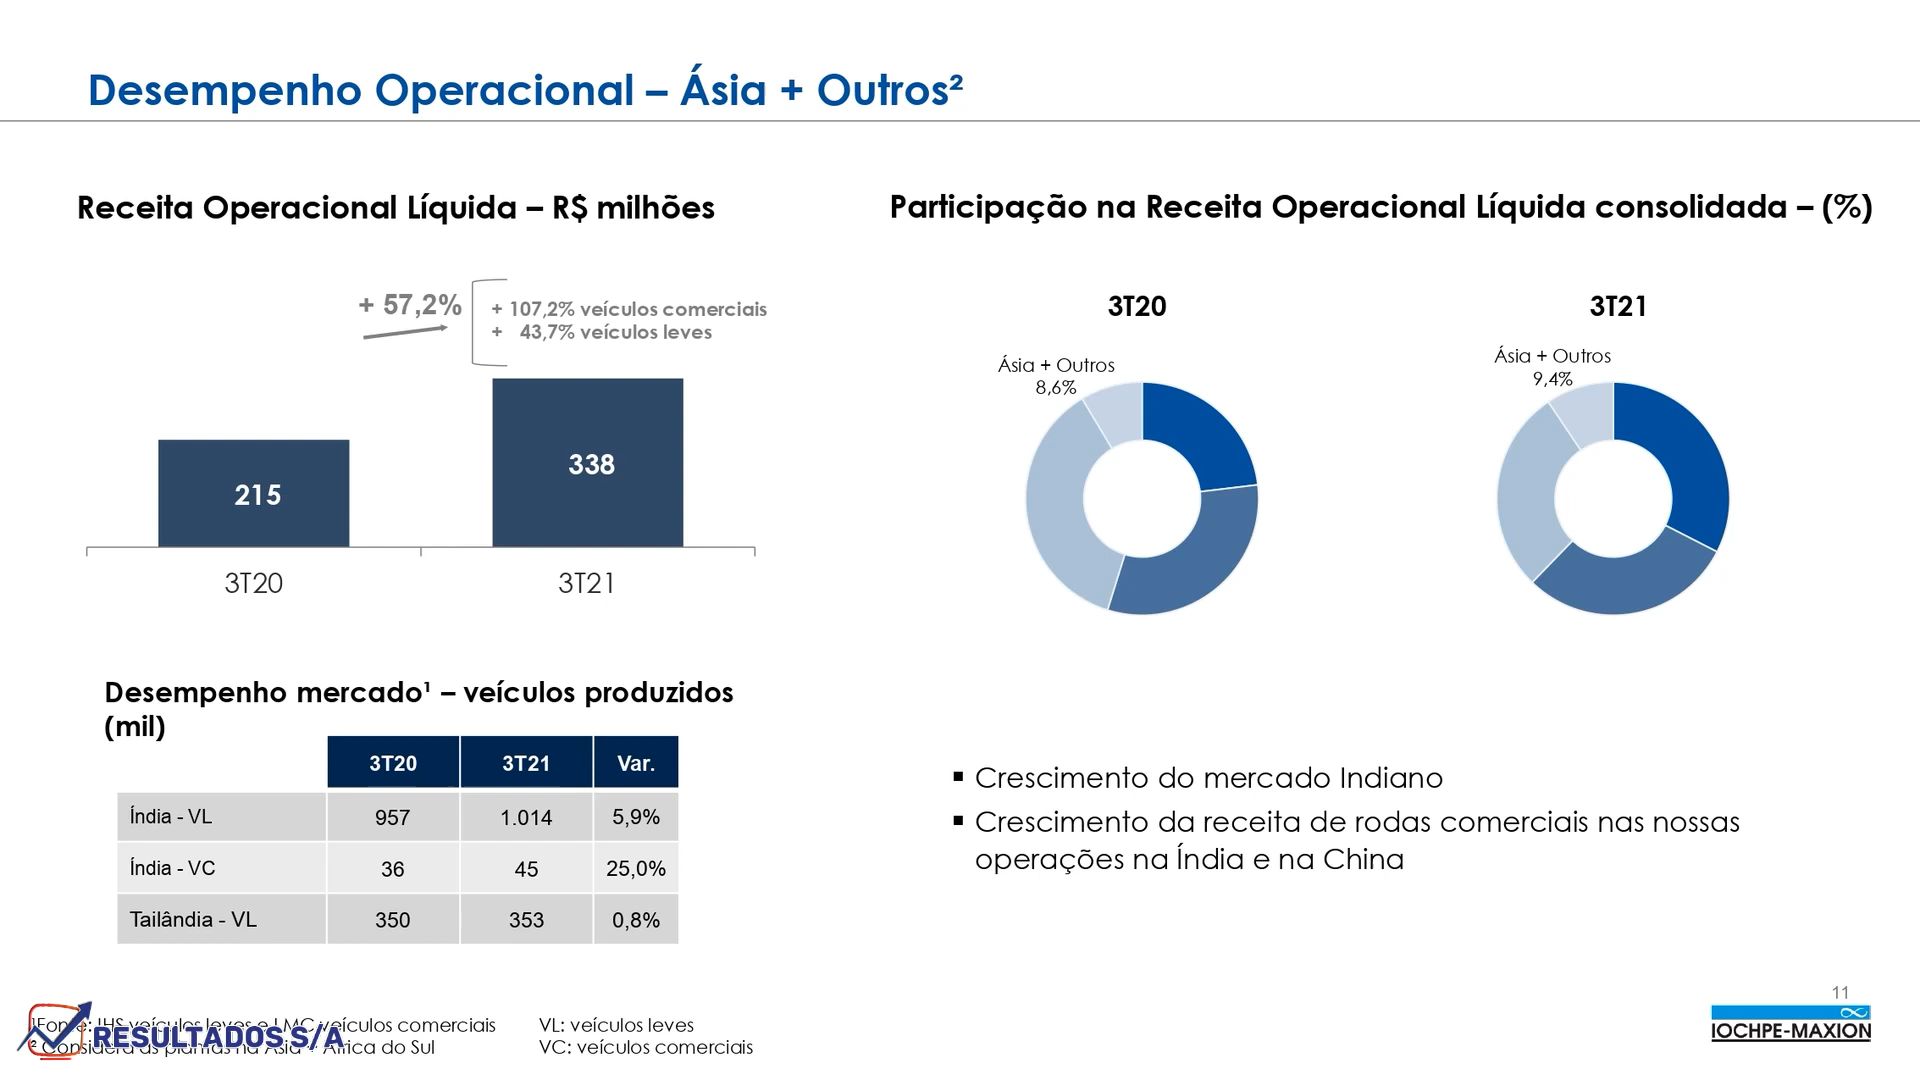 Desempenho Operacional – Ásia + Outros²
Receita Operacional Líquida – R$ milhões
+ 57,2%
+ 107,2% veículos comerciais
+ 43,7% veículos leves
215
338
3T20
3T21
Participação na Receita Operacional Líquida consolidada – (%)
3T20
3T21
Ásia + Outros
8,6%
Ásia + Outros
9,4%
Desempenho mercado¹ – veículos produzidos
(mil)
3T20 3T21 Var.
Índia - VL 957 1.014 5,9%
Índia - VC 36 45 25,0%
Tailândia - VL 350 353 0,8%
▪ Crescimento do mercado Indiano
▪ Crescimento da receita de rodas comerciais nas nossas
operações na Índia e na China
11
¹Fonte: IHS veículos leves e LMC veículos comerciais
² Considera as plantas na Ásia + África do Sul
VL: veículos leves
VC: veículos comerciais
RESULTADOS S/A
IOCHPE-MAXION